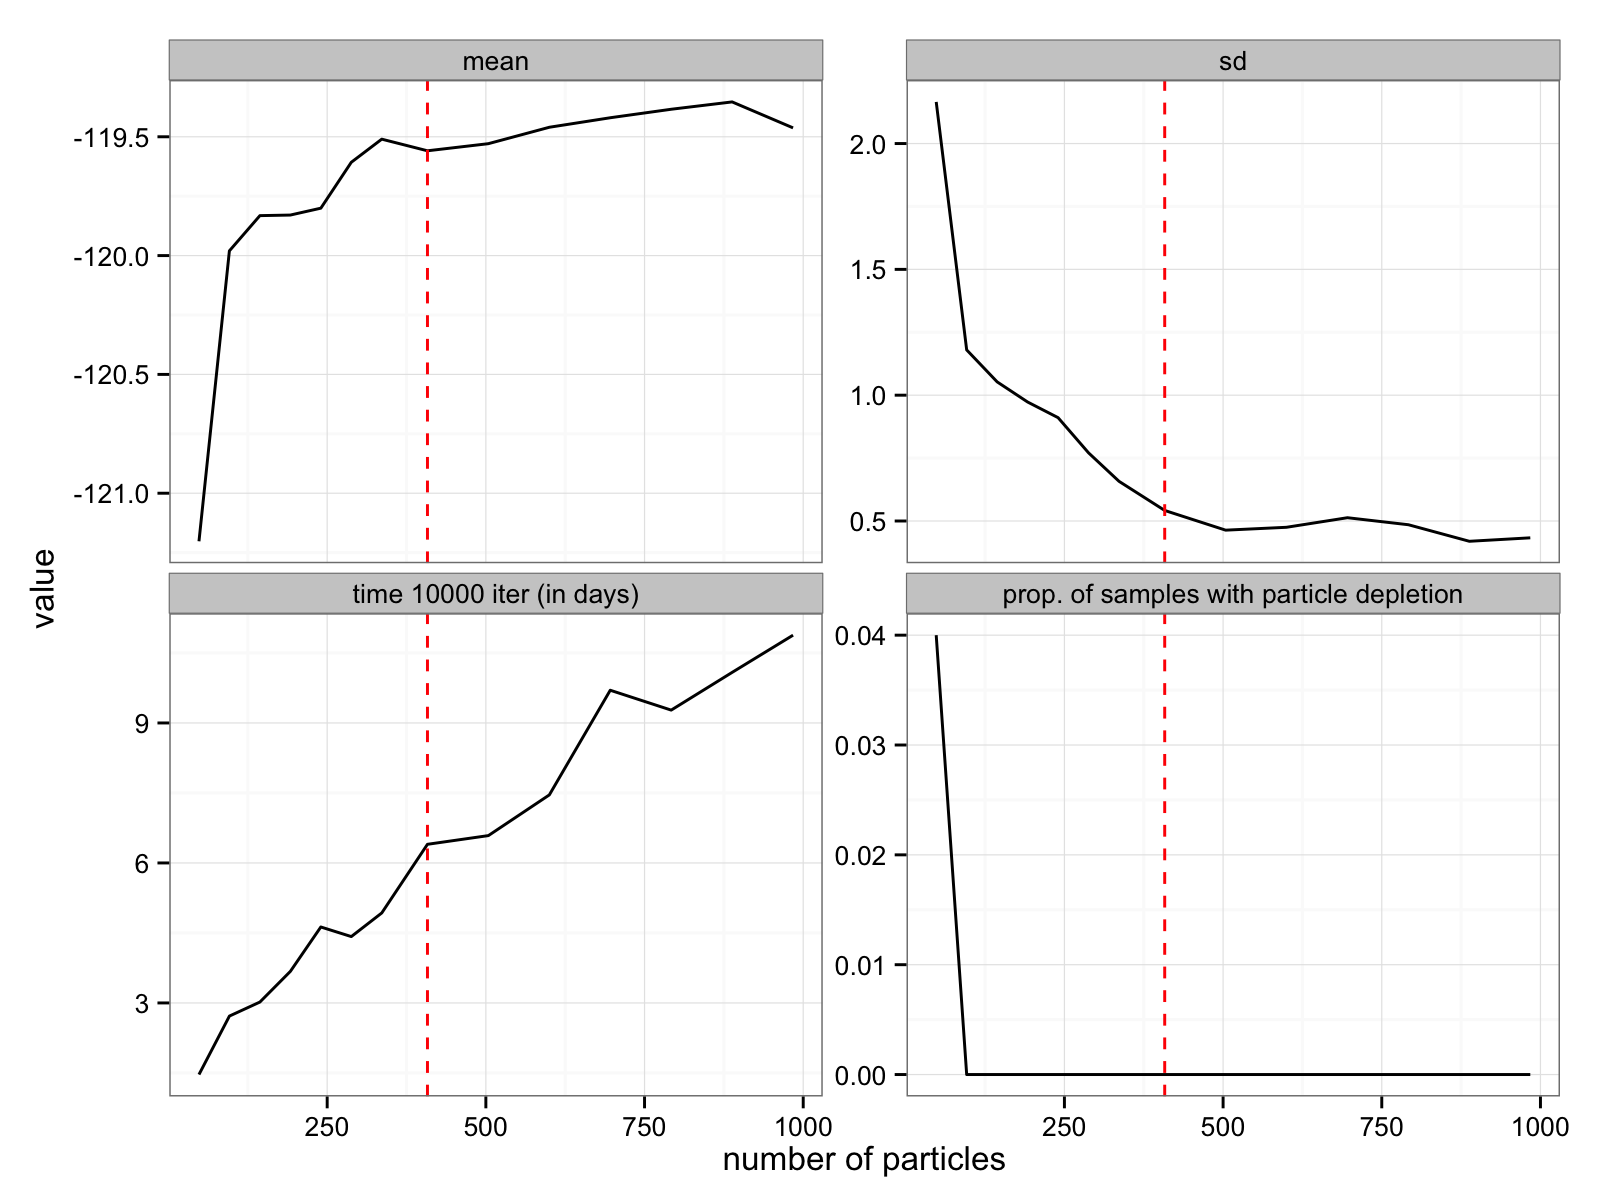 mean
sd
-119.5
-120.0
-120.5
-121.0
2.0
1.5
1.0
0.5
value
time 10000 iter (in days)
prop. of samples with particle depletion
9
6
3
0.04
0.03
0.02
0.01
0.00
250 500 750 1000
250 500 750 1000
number of particles